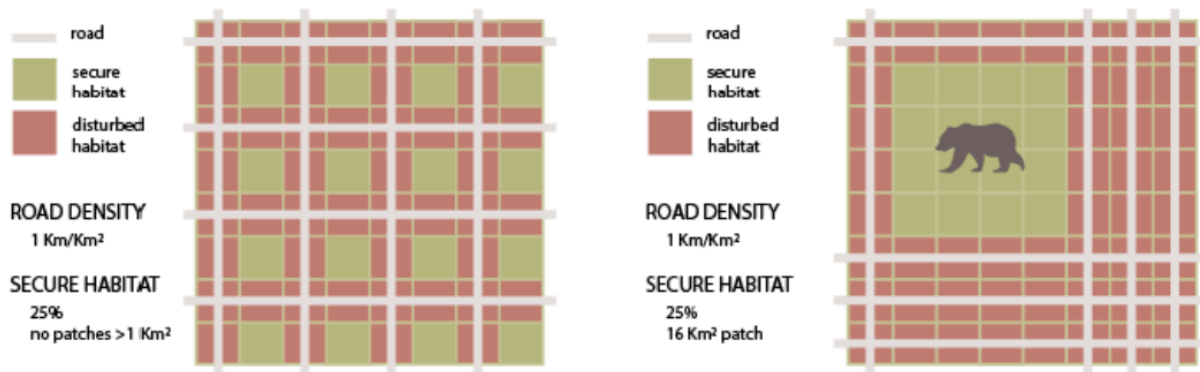 road
secure
habitat
disturbed
habitat
ROAD DENSITY
1 Km/Km²
SECURE HABITAT
25%
no patches >1 Km²
road
secure
habitat
disturbed
habitat
ROAD DENSITY
1 Km/Km²
SECURE HABITAT
25%
16 Km² patch